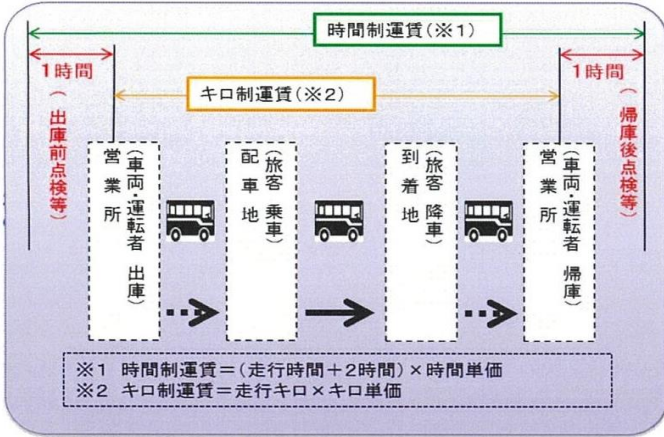 時間制運賃(※1)
1時間
1時間
キロ制運賃(※2)
(出庫前点検等)
(帰庫後点検等)
営業所
(車両・運転者 出庫)
配車地
(旅客 乗車)
到着地
(旅客 降車)
営業所
(車両・運転者 帰庫)
※1 時間制運賃=(走行時間+2時間)×時間単価
※2 キロ制運賃=走行キロ×キロ単価